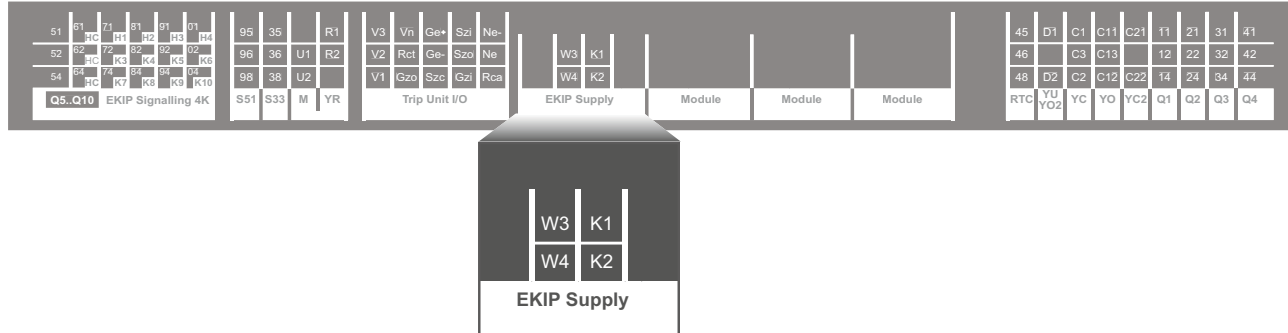 51 61 HC 71 H1 81 H2 91 H3 01 H4
52 62 HC 72 K3 82 K4 92 K5 02 K6
54 64 HC 74 K7 84 K8 94 K9 04 K10
Q5..Q10 EKIP Signalling 4K
95 35 R1
96 36 U1 R2
98 38 U2
S51 S33 M YR
V3 Vn Ge+ Szi Ne-
V2 Rct Ge- Szo Ne
V1 Gzo Szc Gzi Rca
Trip Unit I/O
W3 K1
W4 K2
EKIP Supply
Module
Module
Module
45 D1 C1 C11 C21 11 21 31 41
46 C3 C13 12 22 32 42
48 D2 C2 C12 C22 14 24 34 44
RTC YU YO2 YC YO YC2 Q1 Q2 Q3 Q4
W3 K1
W4 K2
EKIP Supply